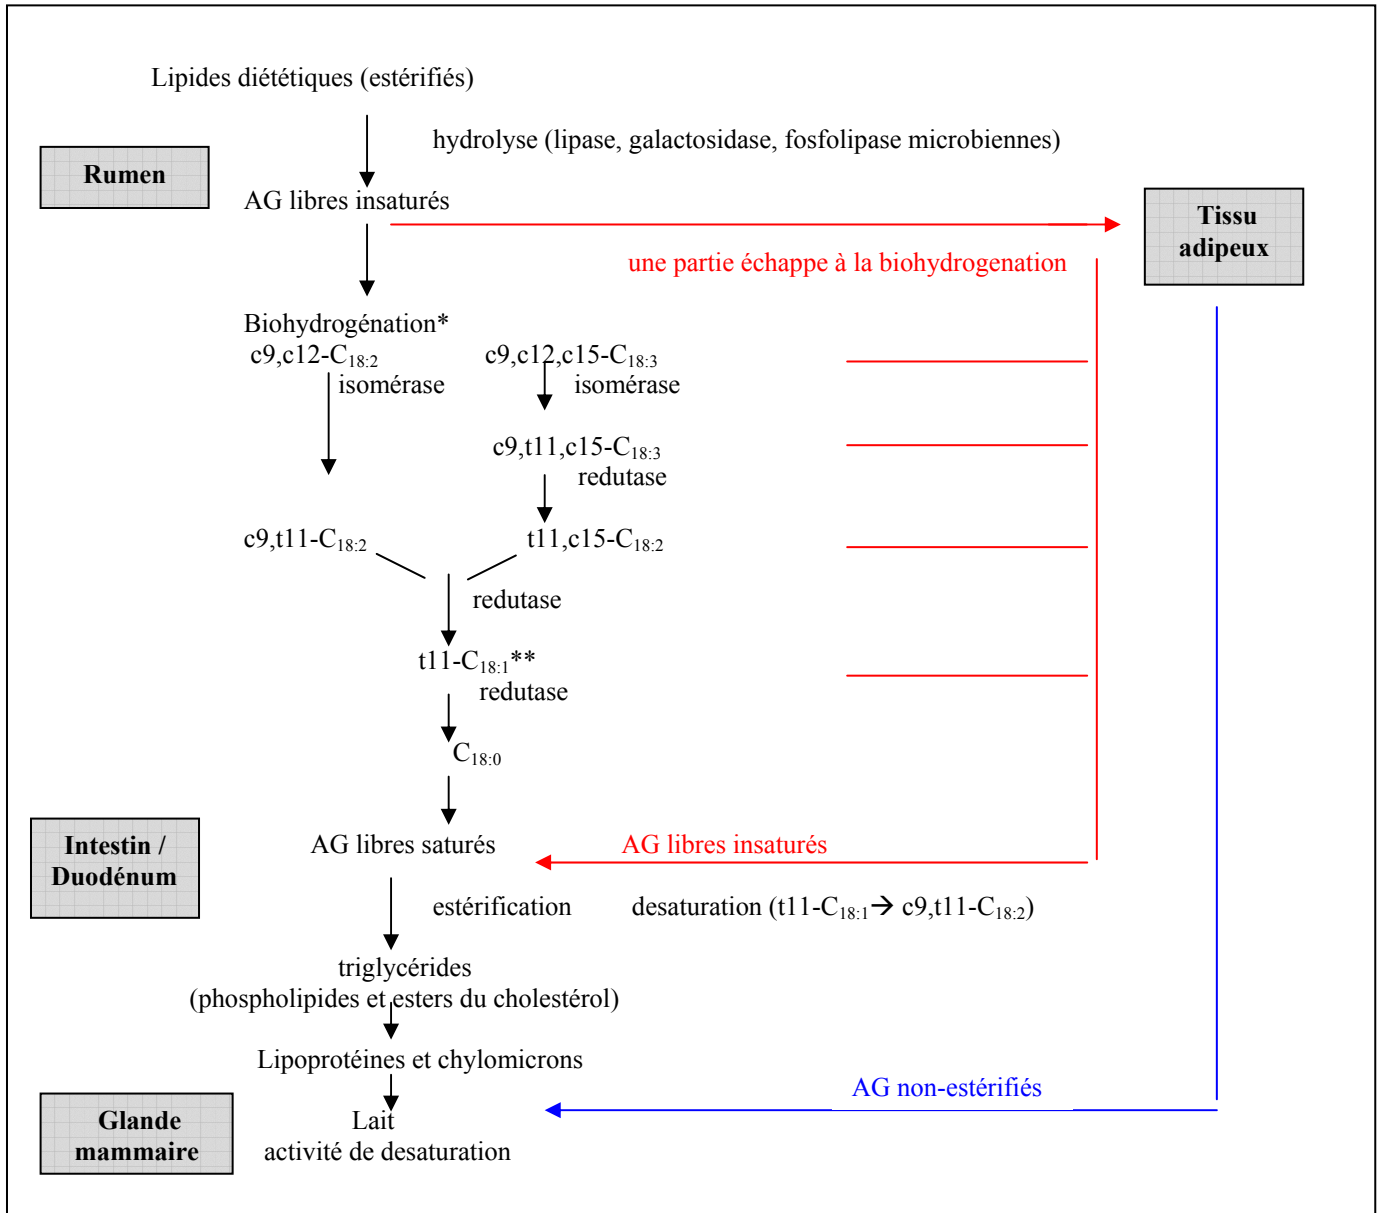 Lipides diététiques (estérifiés)
hydrolyse (lipase, galactosidase, fosfolipase microbiennes)
Rumen
AG libres insaturés
Tissu
adipeux
une partie échappe à la biohydrogenation
Biohydrogénation*
c9,c12-C18:2
c9,c12,c15-C18:3
isomérase
isomérase
c9,t11,c15-C18:3
redutase
c9,t11-C18:2
t11,c15-C18:2
redutase
t11-C18:1**
redutase
C18:0
Intestin /
Duodénum
AG libres saturés
AG libres insaturés
estérification
desaturation (t11-C18:1→ c9,t11-C18:2)
triglycérides
(phospholipides et esters du cholestérol)
Lipoprotéines et chylomicrons
AG non-estérifiés
Glande
mammaire
Lait
activité de desaturation